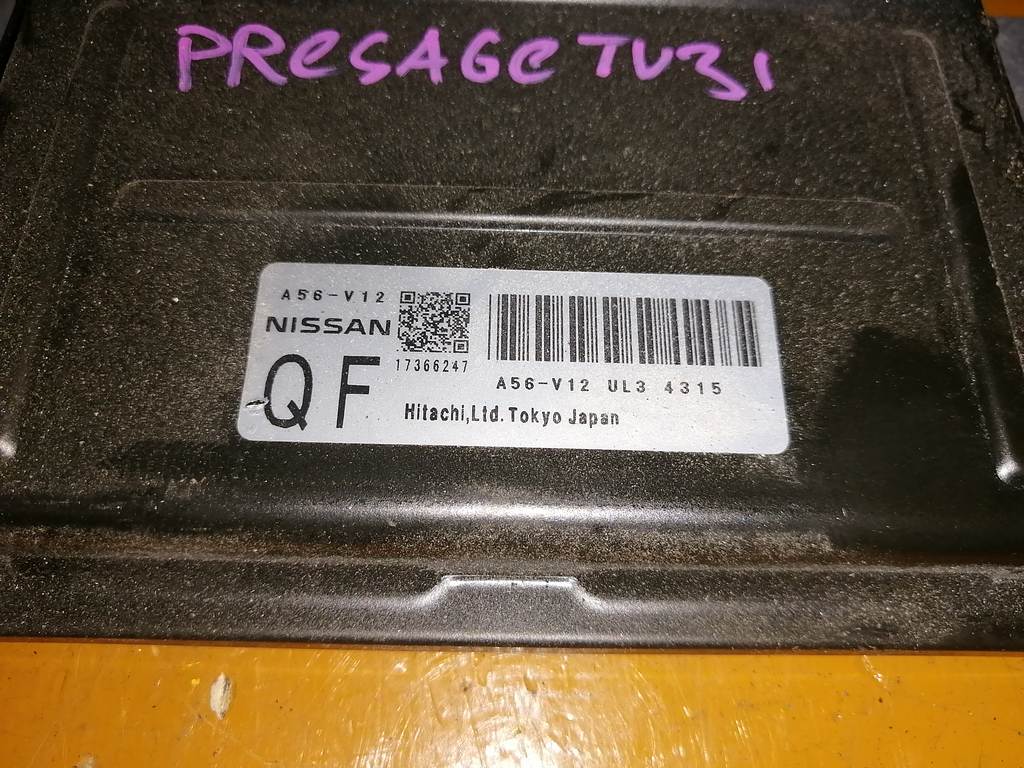 PReSAGe TU31
A56-V12
NISSAN
17366247
QF
A56-V12 UL3 4315
Hitachi,Ltd.Tokyo Japan